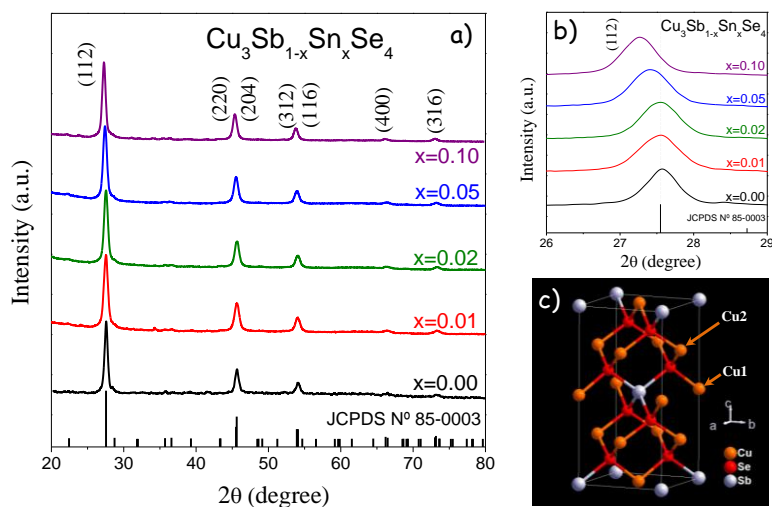 Cu3Sb1-xSnxSe4
a)
(112)
(220)
(204)
(312)
(116)
(400)
(316)
x=0.10
x=0.05
x=0.02
x=0.01
x=0.00
JCPDS Nº 85-0003
20 30 40 50 60 70 80
2θ (degree)
Intensity (a.u.)
b)
(112)
Cu3Sb1-xSnxSe4
x=0.10
x=0.05
x=0.02
x=0.01
x=0.00
JCPDS Nº 85-0003
26 27 28 29
2θ (degree)
Intensity (a.u.)
c)
Cu2
Cu1
c
a b
Cu
Se
Sb